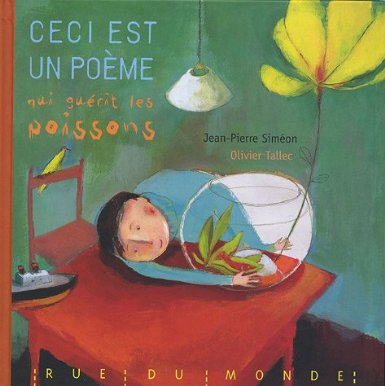 CECI EST
UN POÈME
qui guérit les
poissons
Jean-Pierre Siméon
Olivier Tallec
RUE DU MONDE